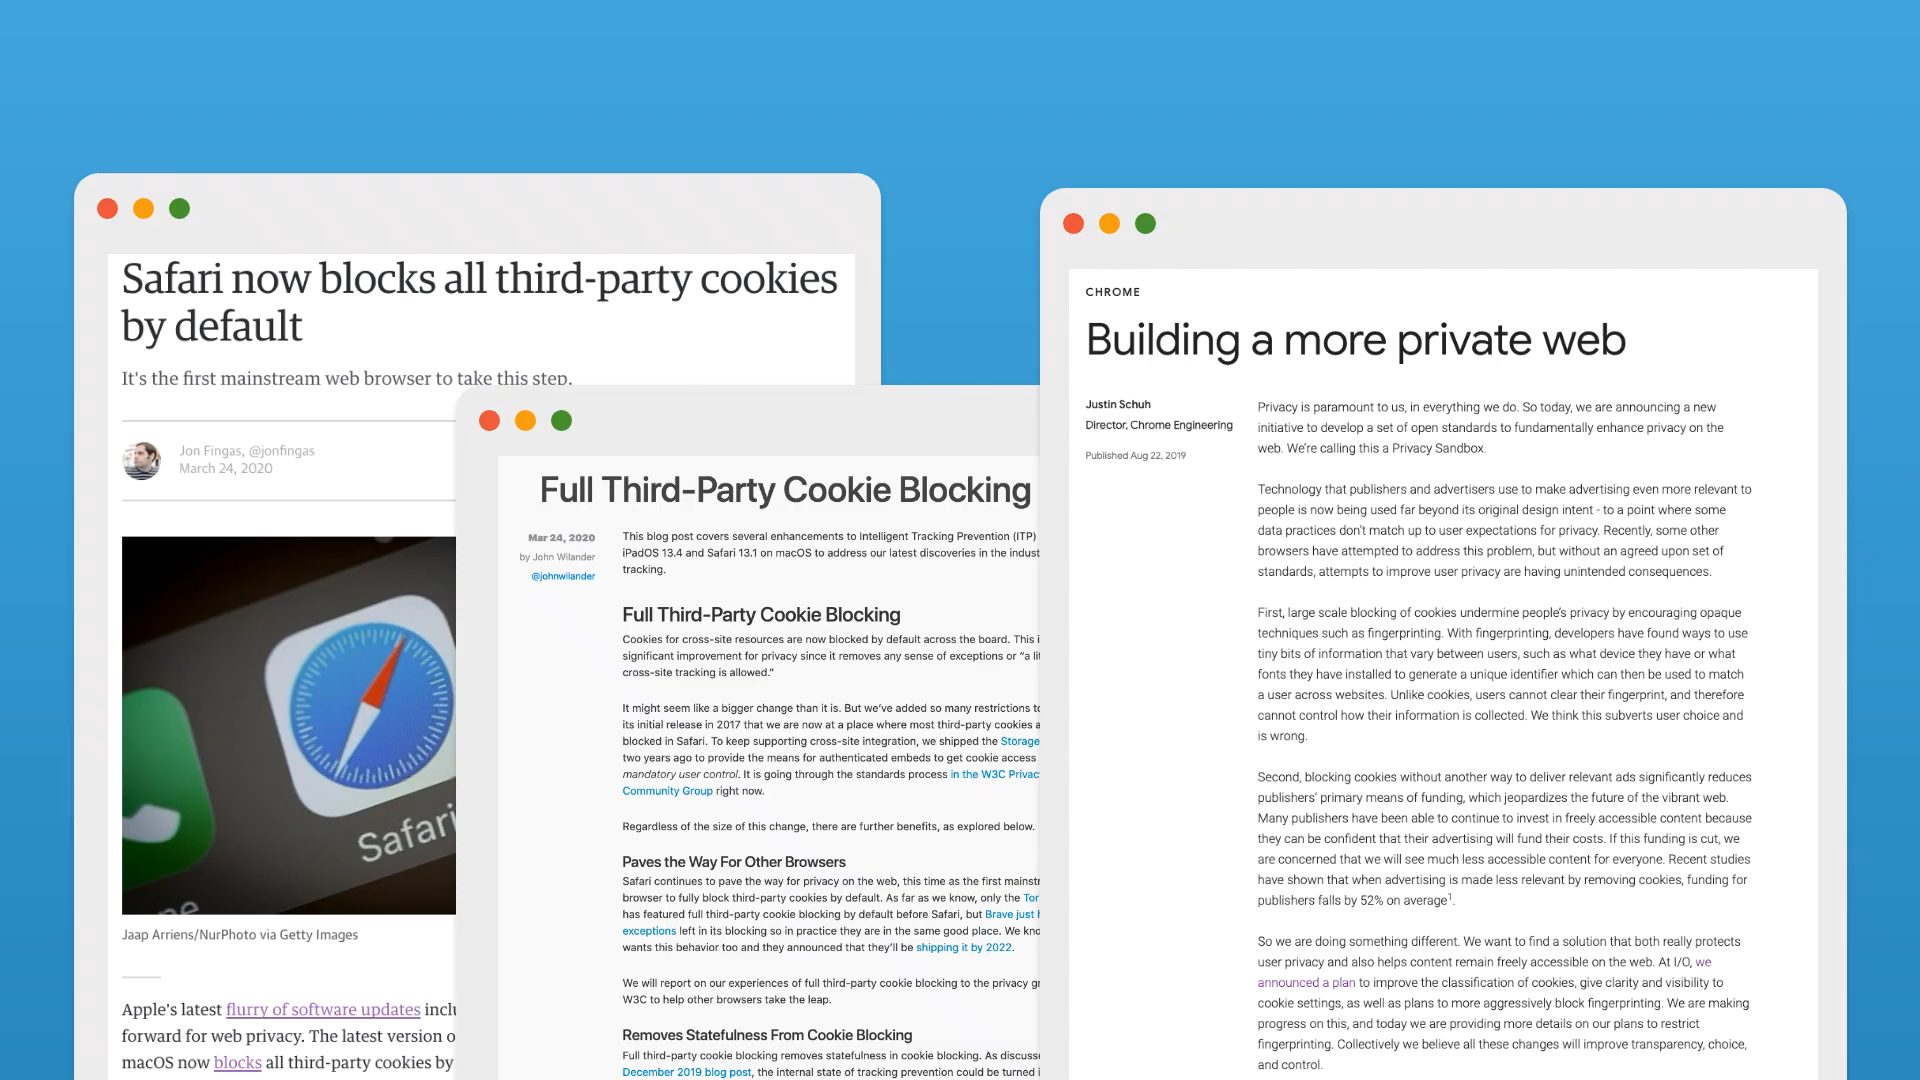 Safari now blocks all third-party cookies
by default
It's the first mainstream web browser to take this step.
Jon Fingas, @jonfingas
March 24, 2020
Safari
Jaap Arriens/NurPhoto via Getty Images
Apple's latest flurry of software updates
forward for web privacy. The latest version
macOS now blocks all third-party cookies by
Full Third-Party Cookie Blocking
Mar 24, 2020
by John Wilander
@johnwilander
This blog post covers several enhancements to Intelligent Tracking Prevention (ITP)
iPadOS 13.4 and Safari 13.1 on macOS to address our latest discoveries in the
tracking.
Full Third-Party Cookie Blocking
Cookies for cross-site resources are now blocked by default across the board. This
significant improvement for privacy since it removes any sense of exceptions or “a
cross-site tracking is allowed.”
It might seem like a bigger change than it is. But we’ve added so many restrictions
its initial release in 2017 that we are now at a place where most third-party cookies
blocked in Safari. To keep supporting cross-site integration, we shipped the Storage
two years ago to provide the means for authenticated embeds to get cookie access
mandatory user control. It is going through the standards process in the W3C
Community Group right now.
Regardless of the size of this change, there are further benefits, as explored below.
Paves the Way For Other Browsers
Safari continues to pave the way for privacy on the web, this time as the first
browser to fully block third-party cookies by default. As far as we know, only the Tor
has featured full third-party cookie blocking by default before Safari, but Brave just
exceptions left in its blocking so in practice they are in the same good place. We
wants this behavior too and they announced that they’ll be shipping it by 2022.
We will report on our experiences of full third-party cookie blocking to the privacy
W3C to help other browsers take the leap.
Removes Statefulness From Cookie Blocking
Full third-party cookie blocking removes statefulness in cookie blocking. As
December 2019 blog post, the internal state of tracking prevention could be turned
CHROME
Building a more private web
Justin Schuh
Director, Chrome Engineering
Published Aug 22, 2019
Privacy is paramount to us, in everything we do. So today, we are announcing a new
initiative to develop a set of open standards to fundamentally enhance privacy on the
web. We’re calling this a Privacy Sandbox.
Technology that publishers and advertisers use to make advertising even more relevant to
people is now being used far beyond its original design intent - to a point where some
data practices don’t match up to user expectations for privacy. Recently, some other
browsers have attempted to address this problem, but without an agreed upon set of
standards, attempts to improve user privacy are having unintended consequences.
First, large scale blocking of cookies undermine people’s privacy by encouraging opaque
techniques such as fingerprinting. With fingerprinting, developers have found ways to use
tiny bits of information that vary between users, such as what device they have or what
fonts they have installed to generate a unique identifier which can then be used to match
a user across websites. Unlike cookies, users cannot clear their fingerprint, and therefore
cannot control how their information is collected. We think this subverts user choice and
is wrong.
Second, blocking cookies without another way to deliver relevant ads significantly reduces
publishers’ primary means of funding, which jeopardizes the future of the vibrant web.
Many publishers have been able to continue to invest in freely accessible content because
they can be confident that their advertising will fund their costs. If this funding is cut, we
are concerned that we will see much less accessible content for everyone. Recent studies
have shown that when advertising is made less relevant by removing cookies, funding for
publishers falls by 52% on average¹.
So we are doing something different. We want to find a solution that both really protects
user privacy and also helps content remain freely accessible on the web. At I/O, we
announced a plan to improve the classification of cookies, give clarity and visibility to
cookie settings, as well as plans to more aggressively block fingerprinting. We are making
progress on this, and today we are providing more details on our plans to restrict
fingerprinting. Collectively we believe all these changes will improve transparency, choice,
and control.